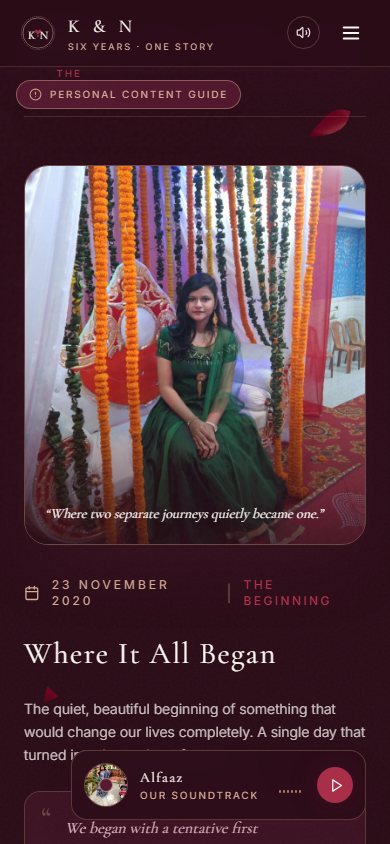 K N
K & N
SIX YEARS · ONE STORY
THE
PERSONAL CONTENT GUIDE
“Where two separate journeys quietly became one.”
23 NOVEMBER
2020
THE
BEGINNING
Where It All Began
The quiet, beautiful beginning of something that
would change our lives completely. A single day that
turned
Alfaaz
OUR SOUNDTRACK
“
We began with a tentative first